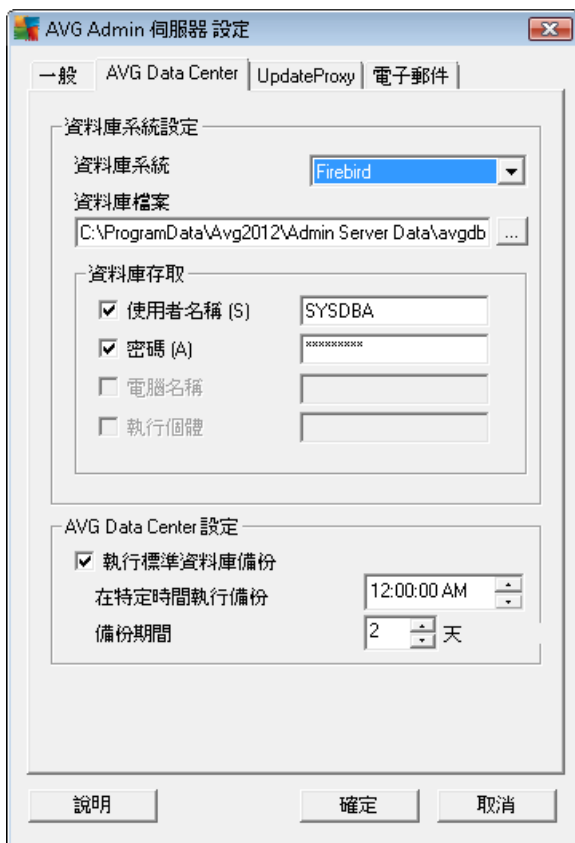 AVG Admin 伺服器 設定
一般 AVG Data Center UpdateProxy 電子郵件
資料庫系統設定
資料庫系統 Firebird
資料庫檔案
C:\ProgramData\Avg2012\Admin Server Data\avgdb ...
資料庫存取
使用者名稱 (S) SYSDBA
密碼 (A) *********
電腦名稱
執行個體
AVG Data Center 設定
執行標準資料庫備份
在特定時間執行備份 12:00:00 AM
備份期間 2 天
說明 確定 取消